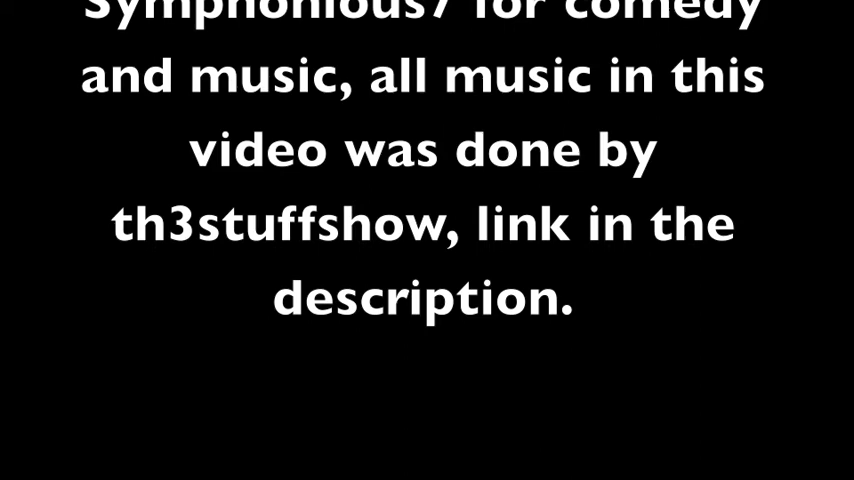 Symphonious7 for comedy
and music, all music in this
video was done by
th3stuffshow, link in the
description.